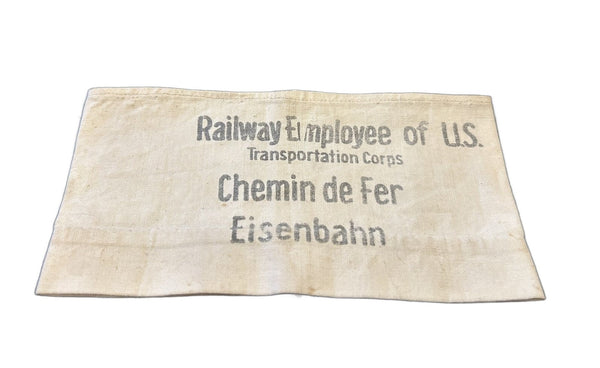 Railway Employee of U.S.
Transportation Corps
Chemin de Fer
Eisenbahn